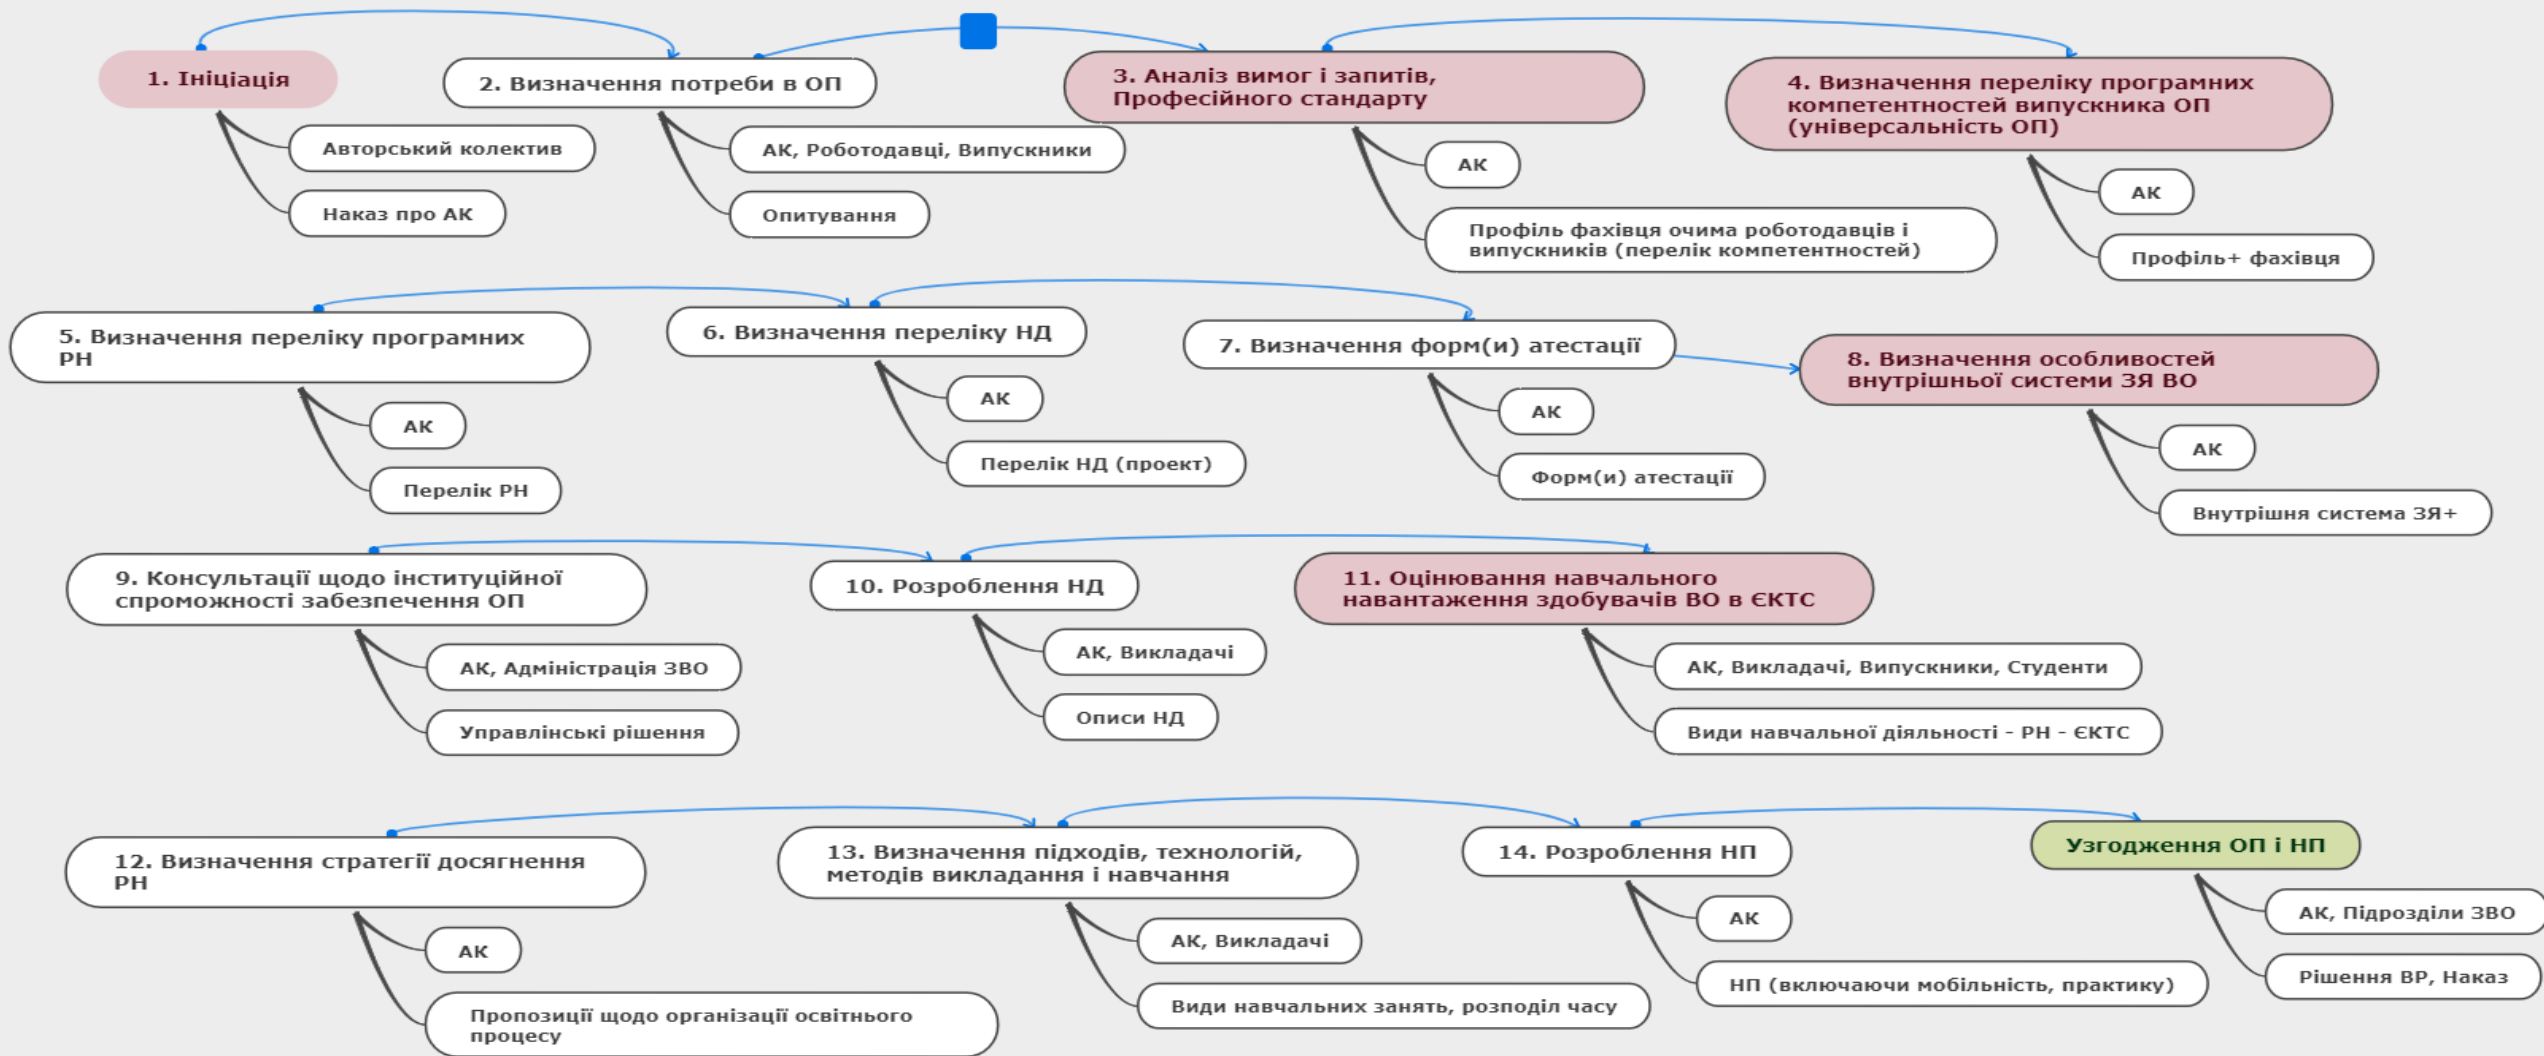 1. Ініціація
Авторський колектив
Наказ про АК
2. Визначення потреби в ОП
АК, Роботодавці, Випускники
Опитування
3. Аналіз вимог і запитів,
Професійного стандарту
АК
Профіль фахівця очима роботодавців і
випускників (перелік компетентностей)
4. Визначення переліку програмних
компетентностей випускника ОП
(універсальність ОП)
АК
Профіль+ фахівця
5. Визначення переліку програмних
РН
АК
Перелік РН
6. Визначення переліку НД
АК
Перелік НД (проект)
7. Визначення форм(и) атестації
АК
Форм(и) атестації
8. Визначення особливостей
внутрішньої системи ЗЯ ВО
АК
Внутрішня система ЗЯ+
9. Консультації щодо інституційної
спроможності забезпечення ОП
АК, Адміністрація ЗВО
Управлінські рішення
10. Розроблення НД
АК, Викладачі
Описи НД
11. Оцінювання навчального
навантаження здобувачів ВО в ЄКТС
АК, Викладачі, Випускники, Студенти
Види навчальної діяльності - РН - ЄКТС
12. Визначення стратегії досягнення
РН
АК
Пропозиції щодо організації освітнього
процесу
13. Визначення підходів, технологій,
методів викладання і навчання
АК, Викладачі
Види навчальних занять, розподіл часу
14. Розроблення НП
АК
НП (включаючи мобільність, практику)
Узгодження ОП і НП
АК, Підрозділи ЗВО
Рішення ВР, Наказ